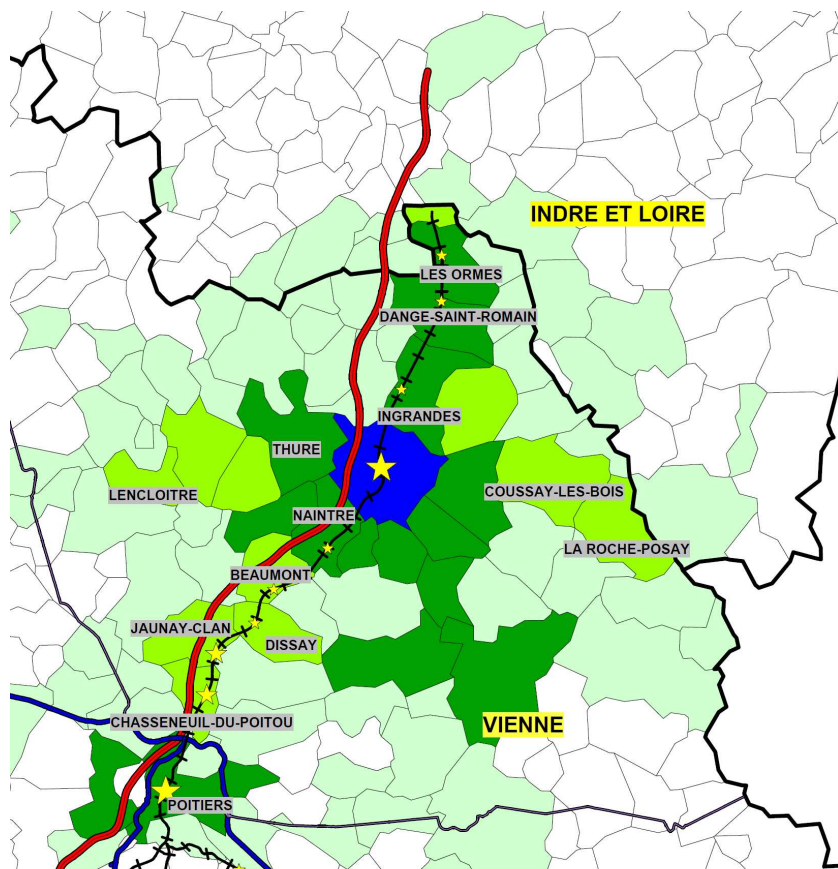 INDRE ET LOIRE
LES ORMES
DANGE-SAINT-ROMAIN
INGRANDES
THURE
LENCLOITRE
COUSSAY-LES-BOIS
NAINTRE
LA ROCHE-POSAY
BEAUMONT
JAUNAY-CLAN
DISSAY
CHASSENEUIL-DU-POITOU
VIENNE
POITIERS